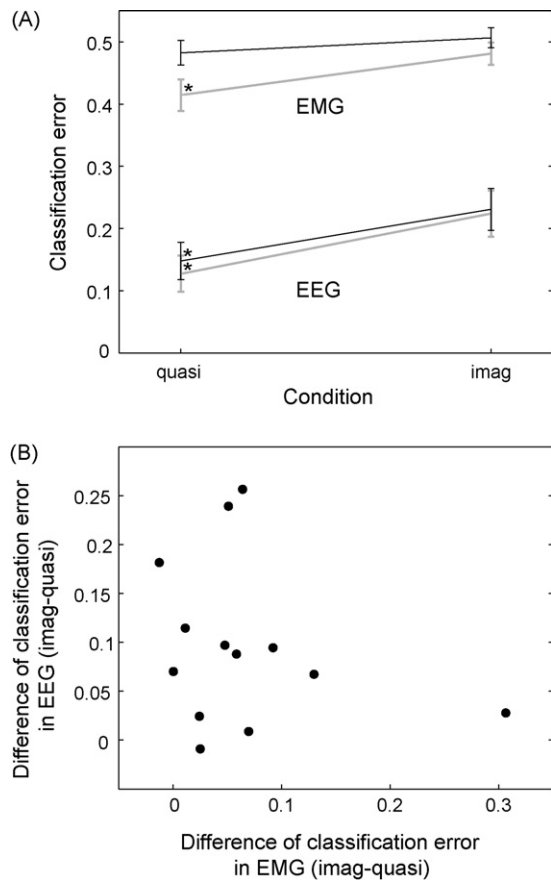 (A)
0.5
0.4
0.3
0.2
0.1
0
Classification error
*
EMG
*
*
EEG
quasi
imag
Condition
(B)
0.25
0.2
0.15
0.1
0.05
0
Difference of classification error
in EEG (imag-quasi)
0
0.1
0.2
0.3
Difference of classification error
in EMG (imag-quasi)